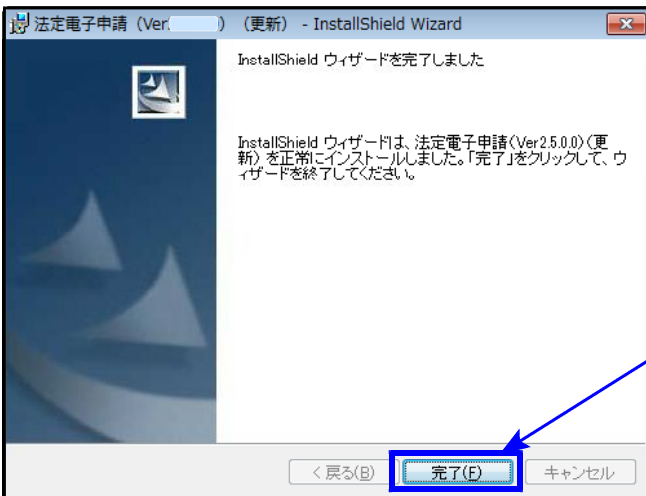 法定電子申請 (Ver. ) (更新) - InstallShield Wizard
InstallShield ウィザードを完了しました
InstallShield ウィザードは、法定電子申請(Ver2.5.0.0)(更
新) を正常にインストールしました。「完了」をクリックして、ウ
ィザードを終了してください。
< 戻る(B) 完了(F) キャンセル